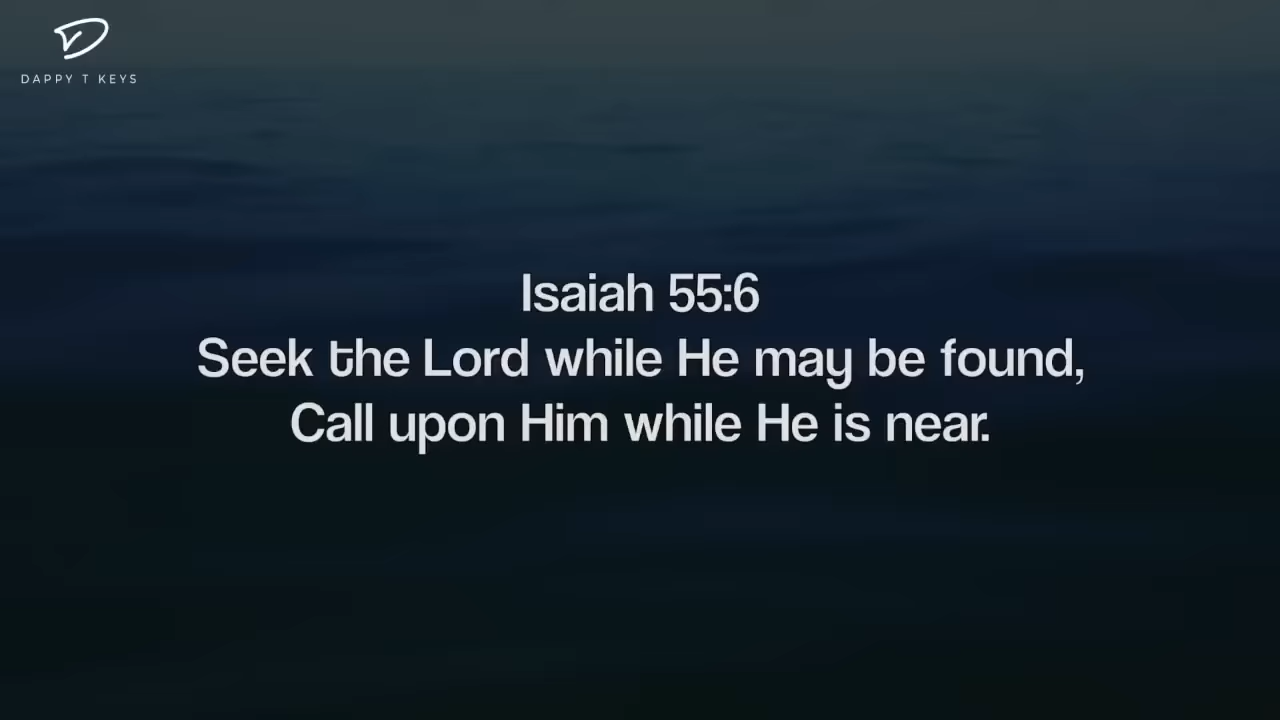 DAPPY T KEYS
Isaiah 55:6
Seek the Lord while He may be found,
Call upon Him while He is near.